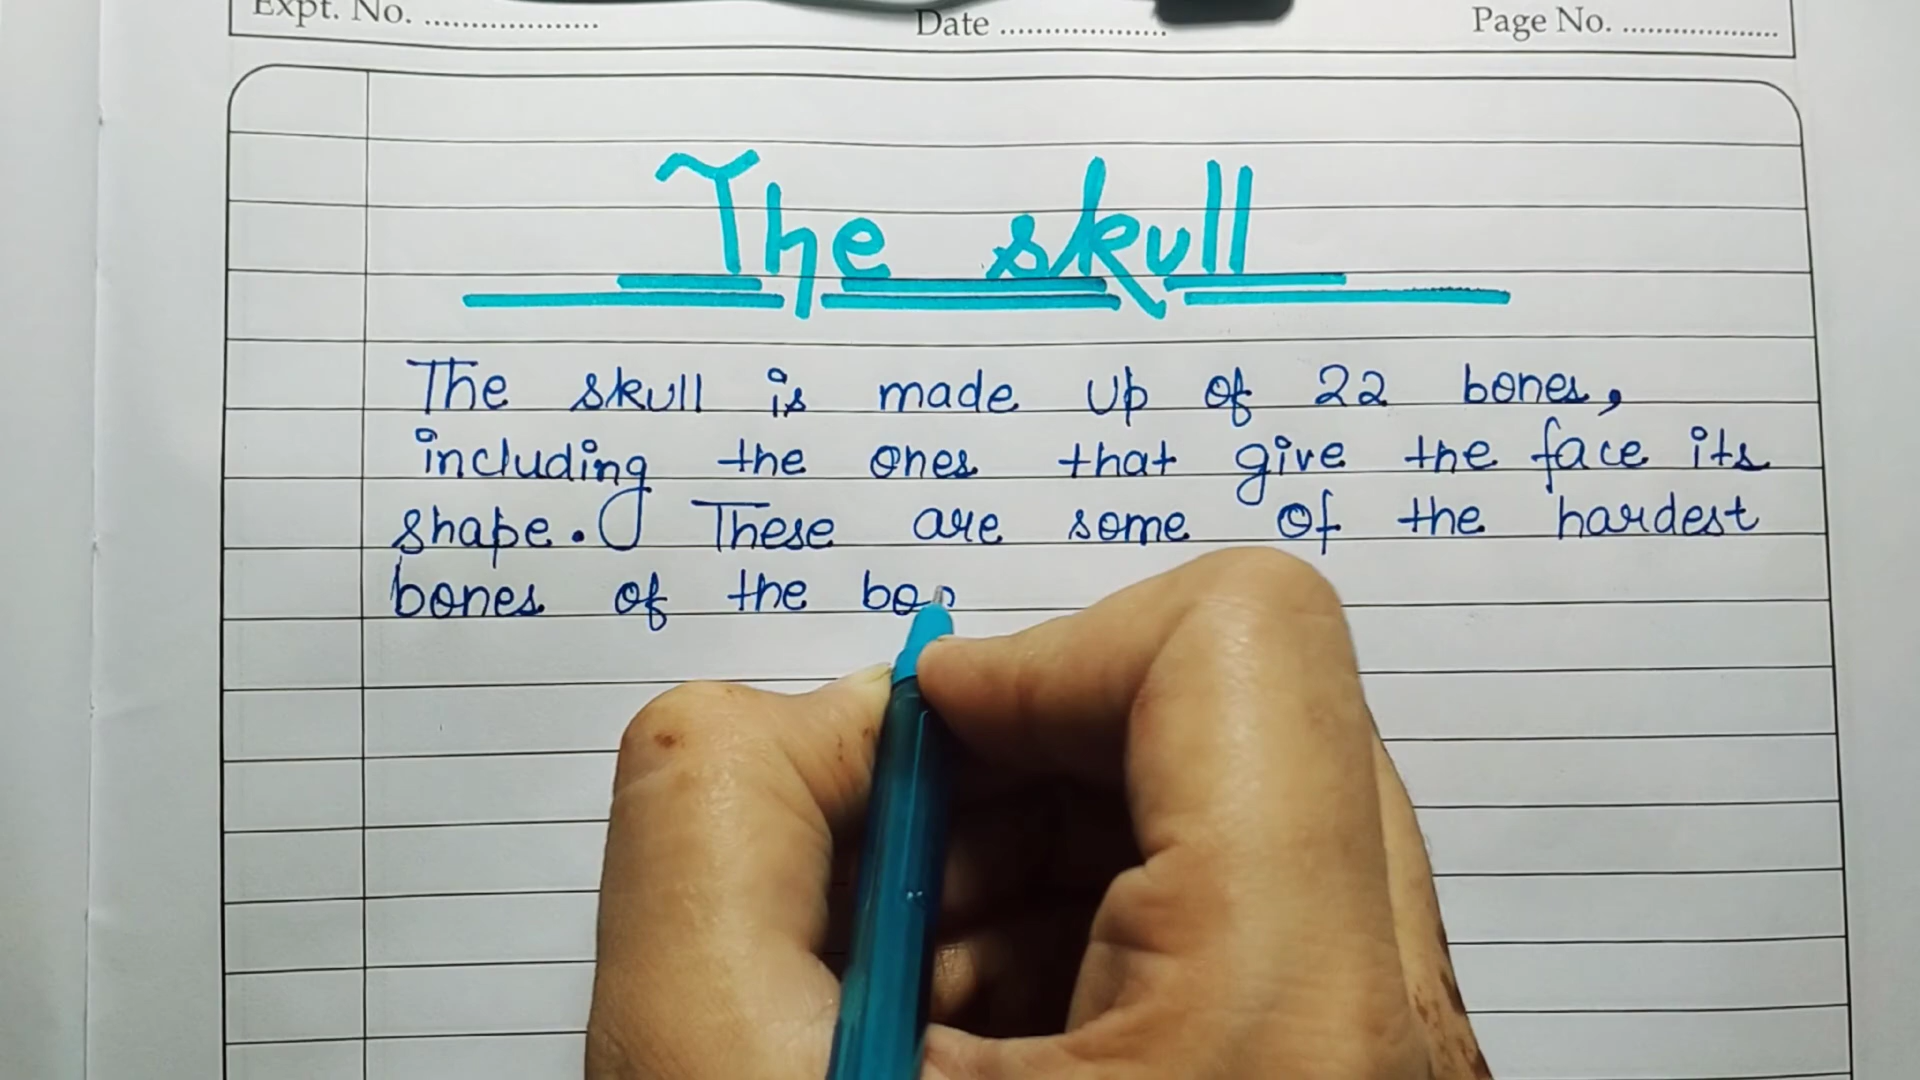 Expt. No. ................... Date ................... Page No. ...................
The skull
The skull is made up of 22 bones,
including the ones that give the face its
shape. These are some of the hardest
bones of the